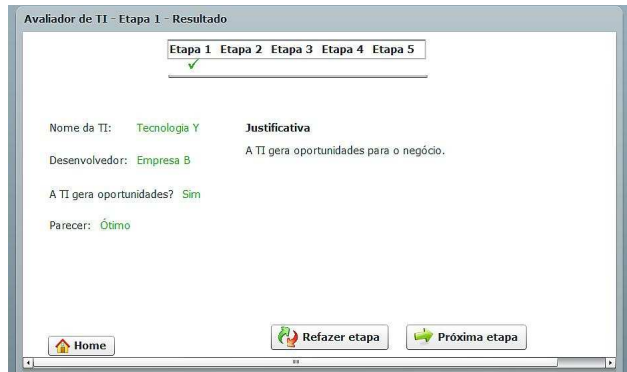 Avaliador de TI - Etapa 1 - Resultado
Etapa 1 Etapa 2 Etapa 3 Etapa 4 Etapa 5
Nome da TI: Tecnologia Y
Desenvolvedor: Empresa B
A TI gera oportunidades? Sim
Parecer: Ótimo
Justificativa
A TI gera oportunidades para o negócio.
Home
Refazer etapa
Próxima etapa